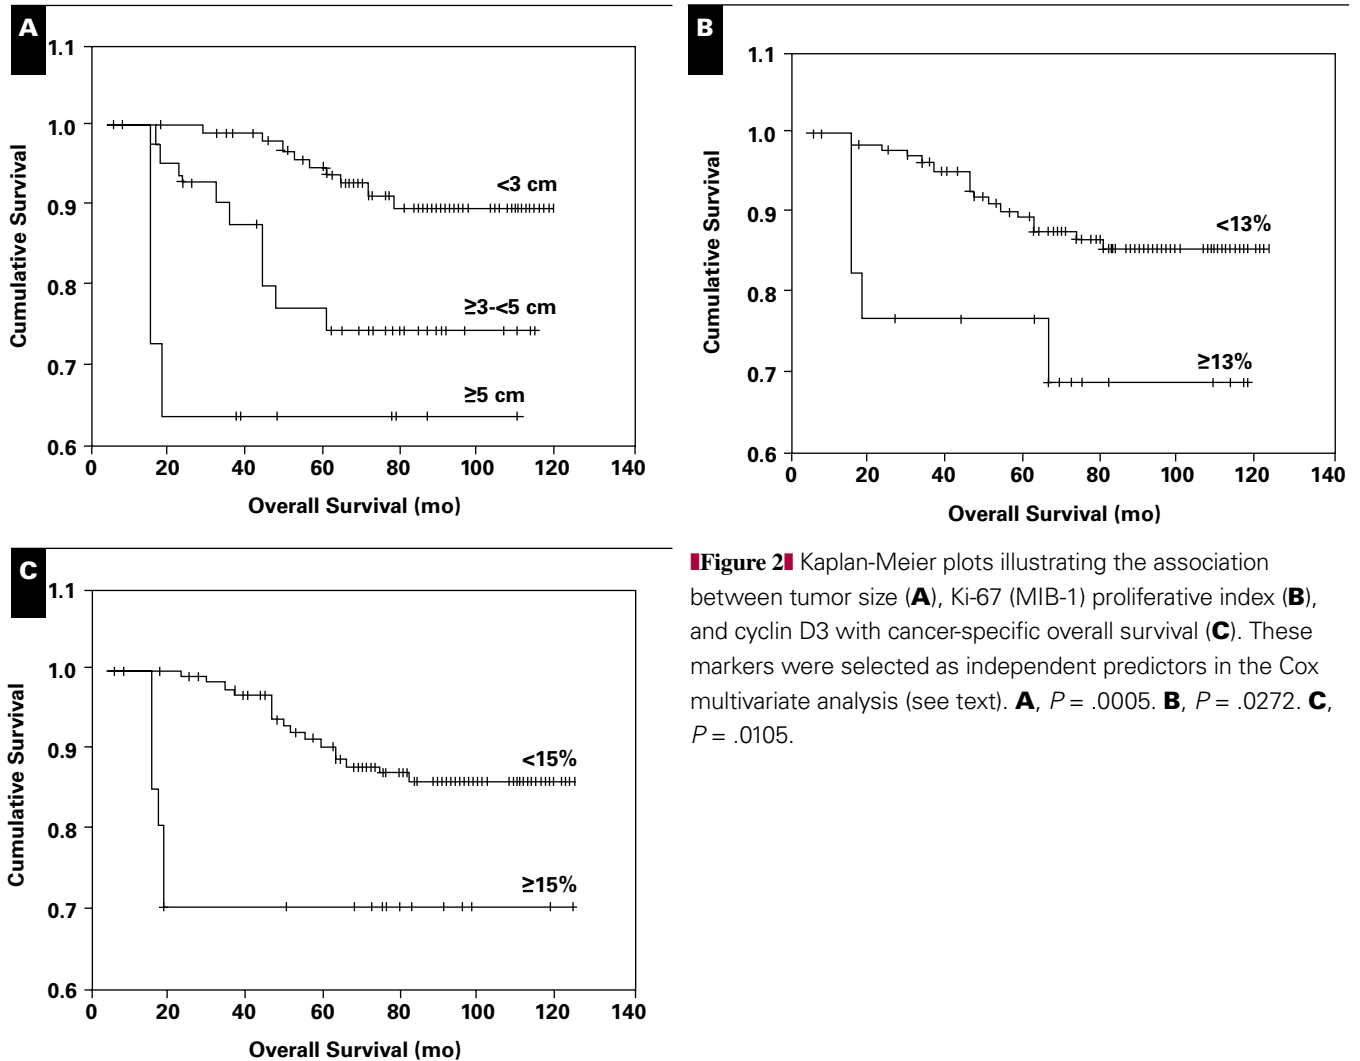 A
1.1
1.0
0.9
0.8
0.7
0.6
0 20 40 60 80 100 120 140
Cumulative Survival
Overall Survival (mo)
<3 cm
≥3-<5 cm
≥5 cm
B
1.1
1.0
0.9
0.8
0.7
0.6
0 20 40 60 80 100 120 140
Cumulative Survival
Overall Survival (mo)
<13%
≥13%
C
1.1
1.0
0.9
0.8
0.7
0.6
0 20 40 60 80 100 120 140
Cumulative Survival
Overall Survival (mo)
<15%
≥15%
Figure 2 Kaplan-Meier plots illustrating the association
between tumor size (A), Ki-67 (MIB-1) proliferative index (B),
and cyclin D3 with cancer-specific overall survival (C). These
markers were selected as independent predictors in the Cox
multivariate analysis (see text). A, P = .0005. B, P = .0272. C,
P = .0105.